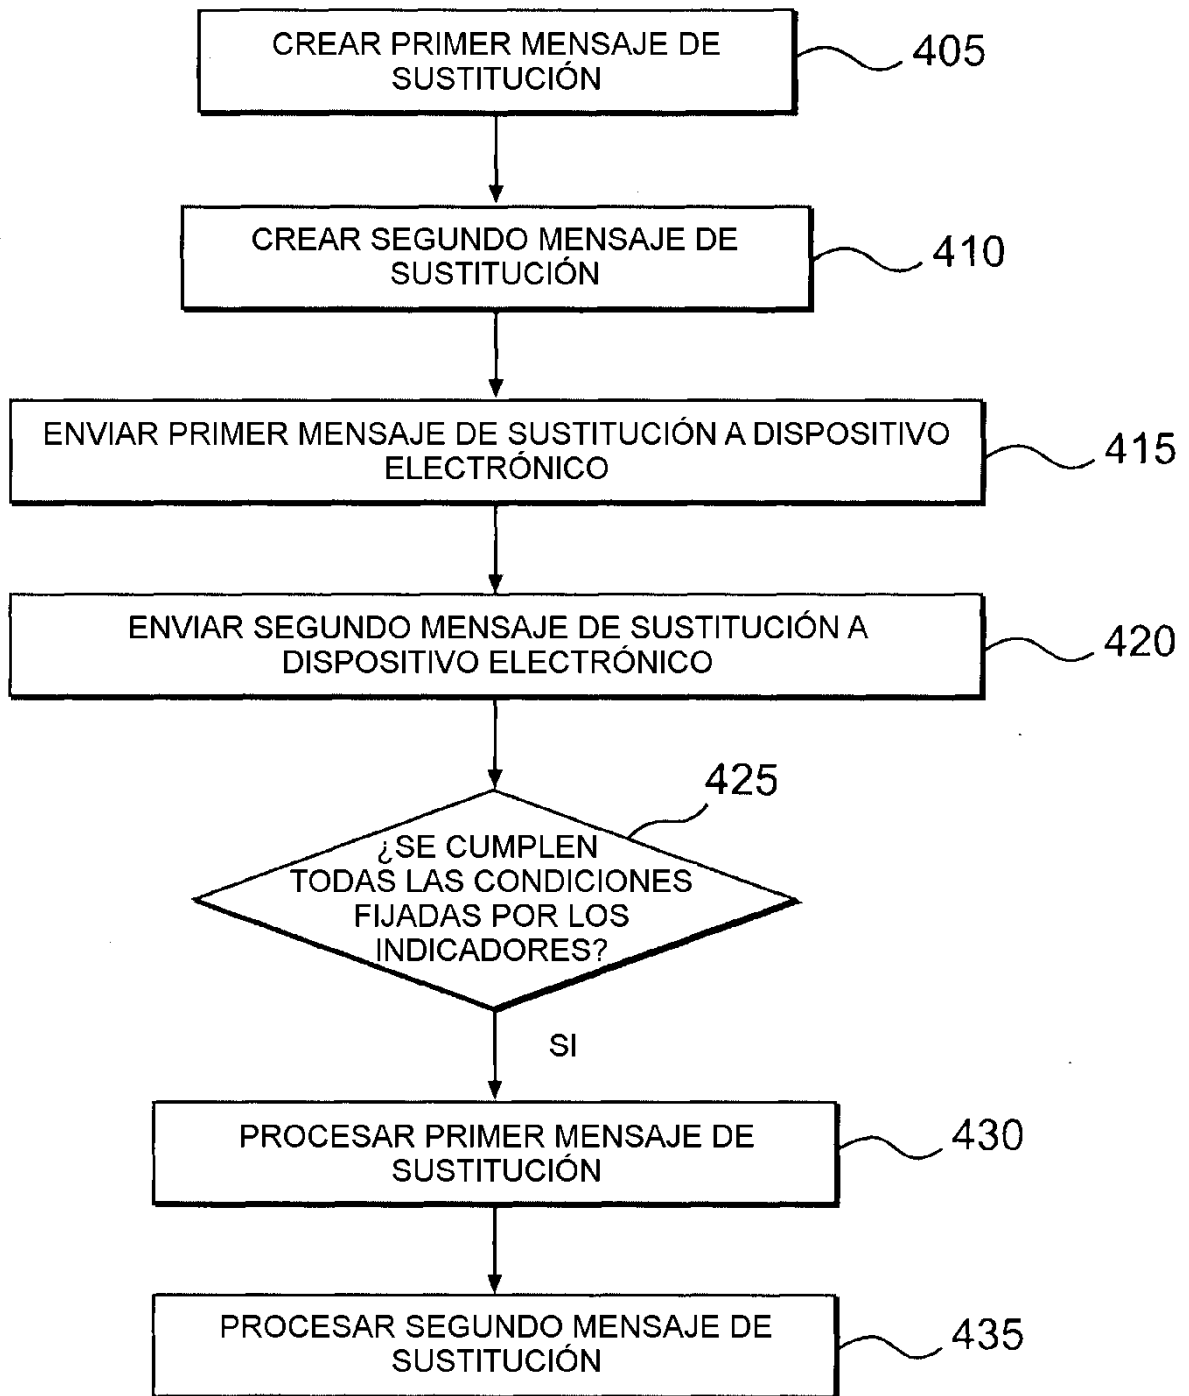 CREAR PRIMER MENSAJE DE
SUSTITUCIÓN
405
CREAR SEGUNDO MENSAJE DE
SUSTITUCIÓN
410
ENVIAR PRIMER MENSAJE DE SUSTITUCIÓN A DISPOSITIVO
ELECTRÓNICO
415
ENVIAR SEGUNDO MENSAJE DE SUSTITUCIÓN A
DISPOSITIVO ELECTRÓNICO
420
425
¿SE CUMPLEN
TODAS LAS CONDICIONES
FIJADAS POR LOS
INDICADORES?
SI
PROCESAR PRIMER MENSAJE DE
SUSTITUCIÓN
430
PROCESAR SEGUNDO MENSAJE DE
SUSTITUCIÓN
435